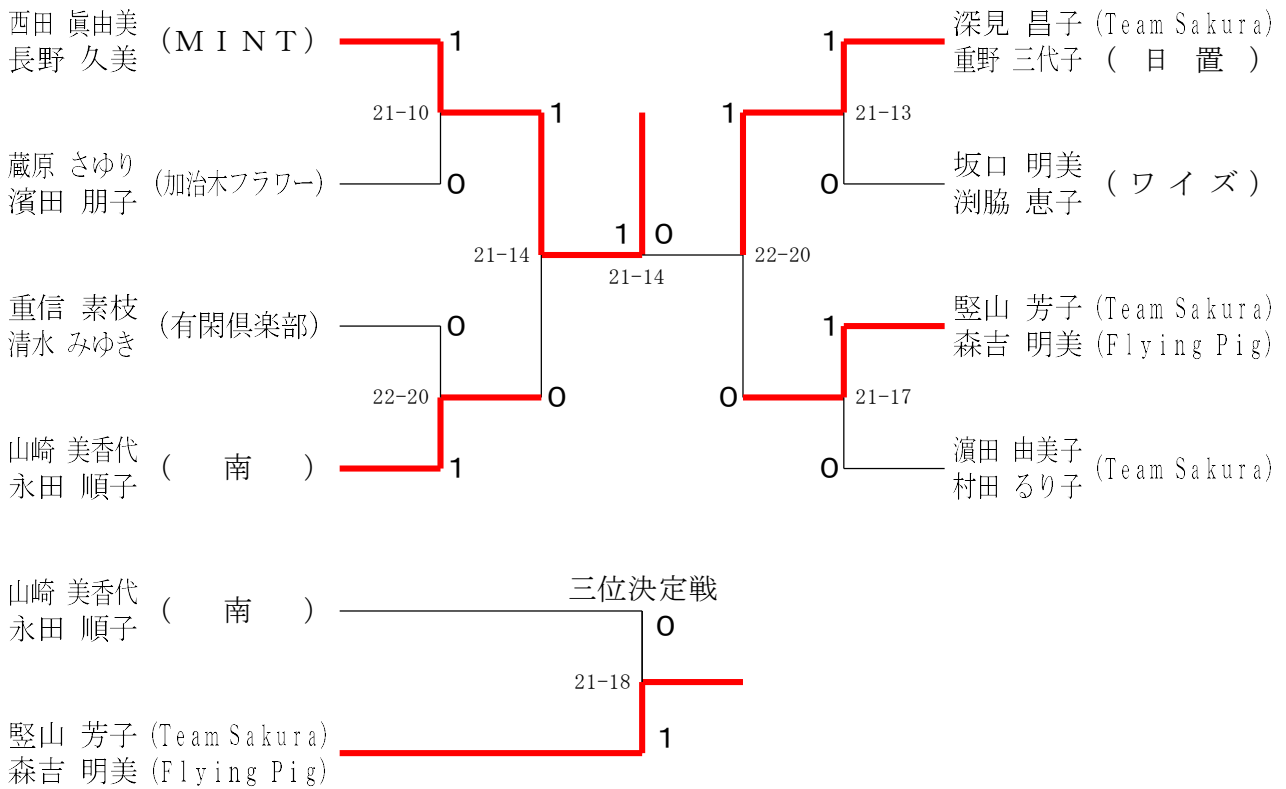 西田 眞由美
長野 久美
(ＭＩＮＴ)
1
21-10
0
蔵原 さゆり
濱田 朋子
(加治木フラワー)
1
21-14
0
重信 素枝
清水 みゆき
(有閑倶楽部)
0
22-20
1
山崎 美香代
永田 順子
(　南　)
1
0
21-14
深見 昌子 (Team Sakura)
重野 三代子 (日置)
1
21-13
0
坂口 明美
渕脇 恵子
(ワイズ)
1
22-20
0
竪山 芳子 (Team Sakura)
森吉 明美 (Flying Pig)
1
21-17
0
濵田 由美子
村田 るり子
(Team Sakura)
三位決定戦
山崎 美香代
永田 順子
(　南　)
0
21-18
1
竪山 芳子 (Team Sakura)
森吉 明美 (Flying Pig)